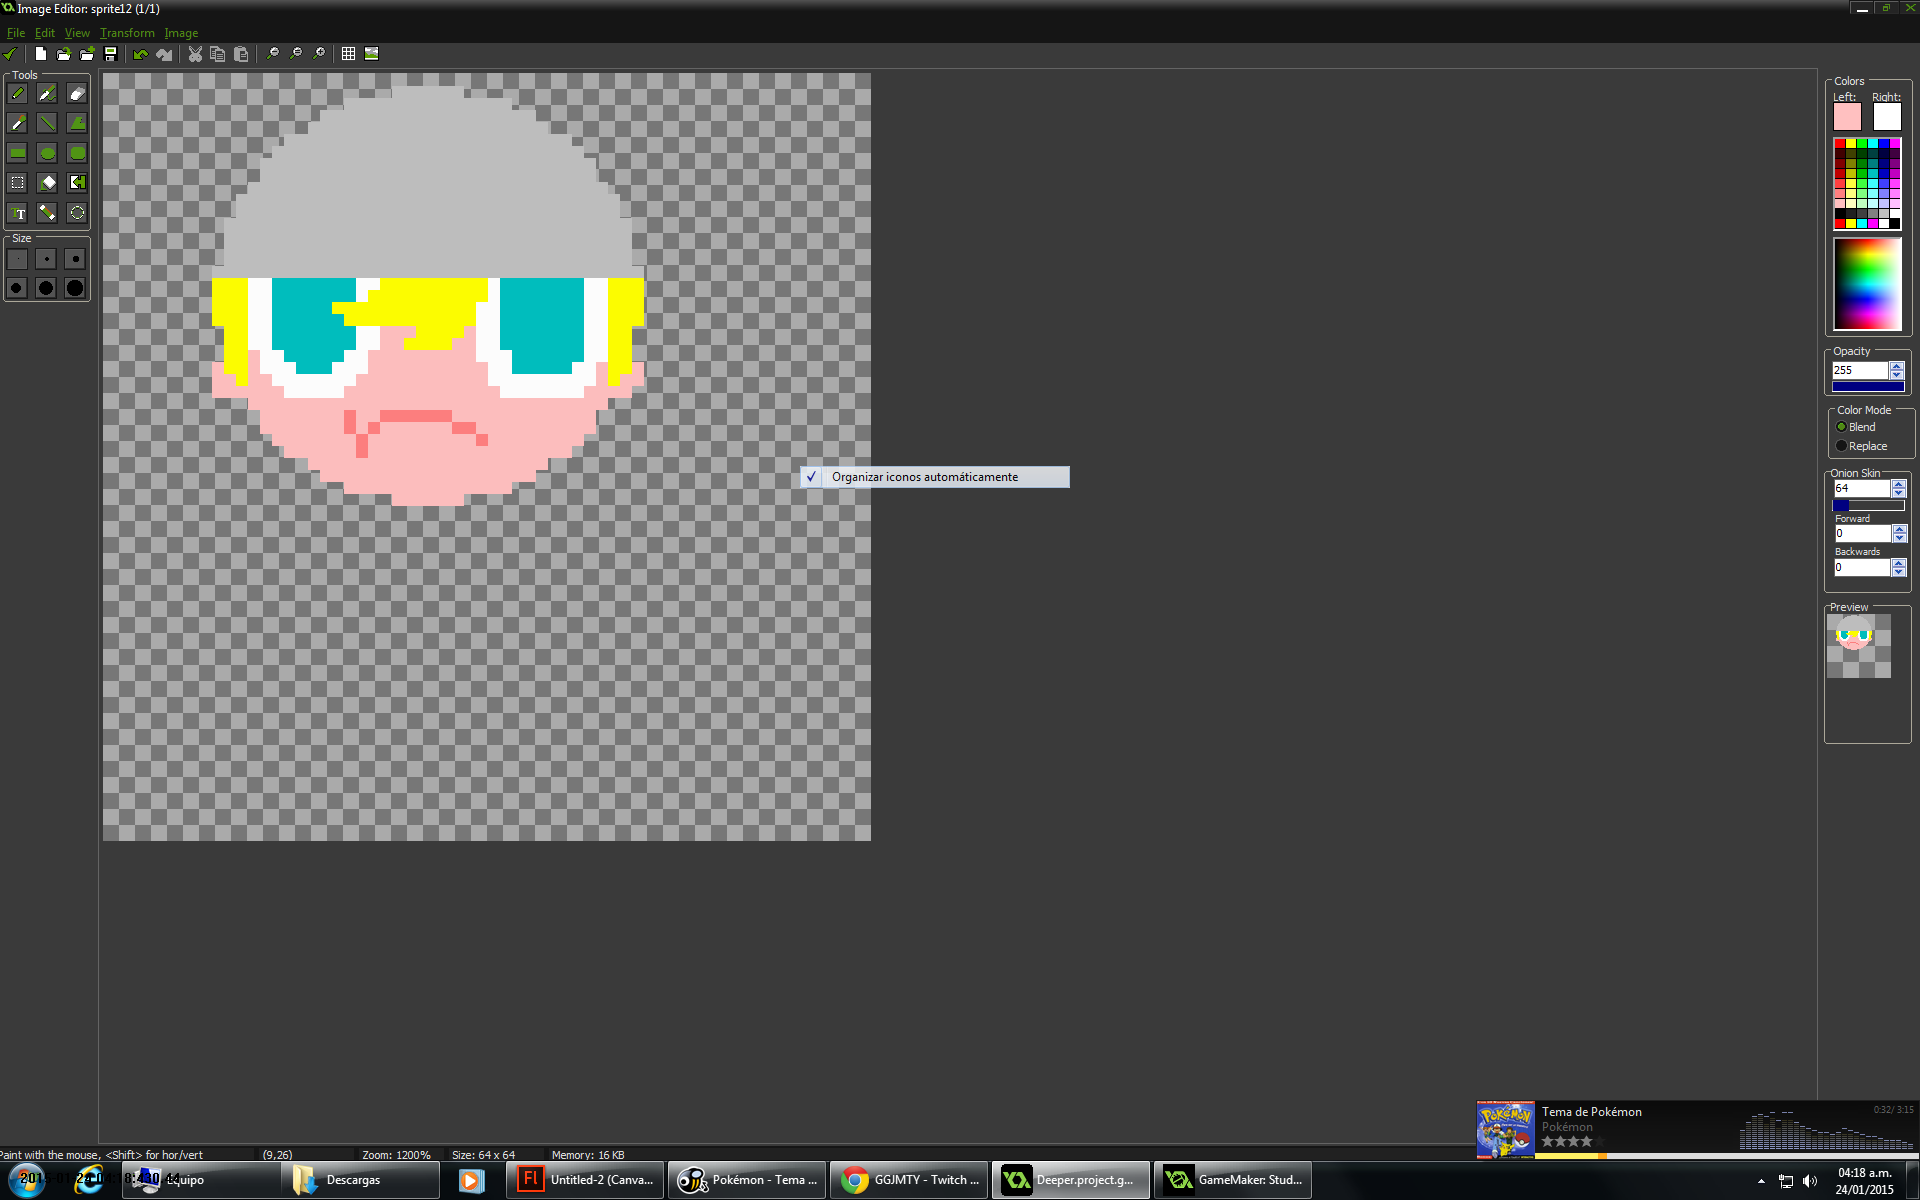 Image Editor: sprite12 (1/1)
File Edit View Transform Image
Tools
Size
Colors
Left: Right:
Opacity
255
Color Mode
Blend
Replace
Onion Skin
64
Forward
0
Backwards
0
Preview
✓ Organizar iconos automáticamente
Tema de Pokémon
Pokémon
0:32/ 3:15
Paint with the mouse, <Shift> for hor/vert (9,26) Zoom: 1200% Size: 64 x 64 Memory: 16 KB
Equipo
Descargas
Untitled-2 (Canva...
Pokémon - Tema ...
GGJMTY - Twitch ...
Deeper.project.g...
GameMaker: Stud...
04:18 a.m.
24/01/2015